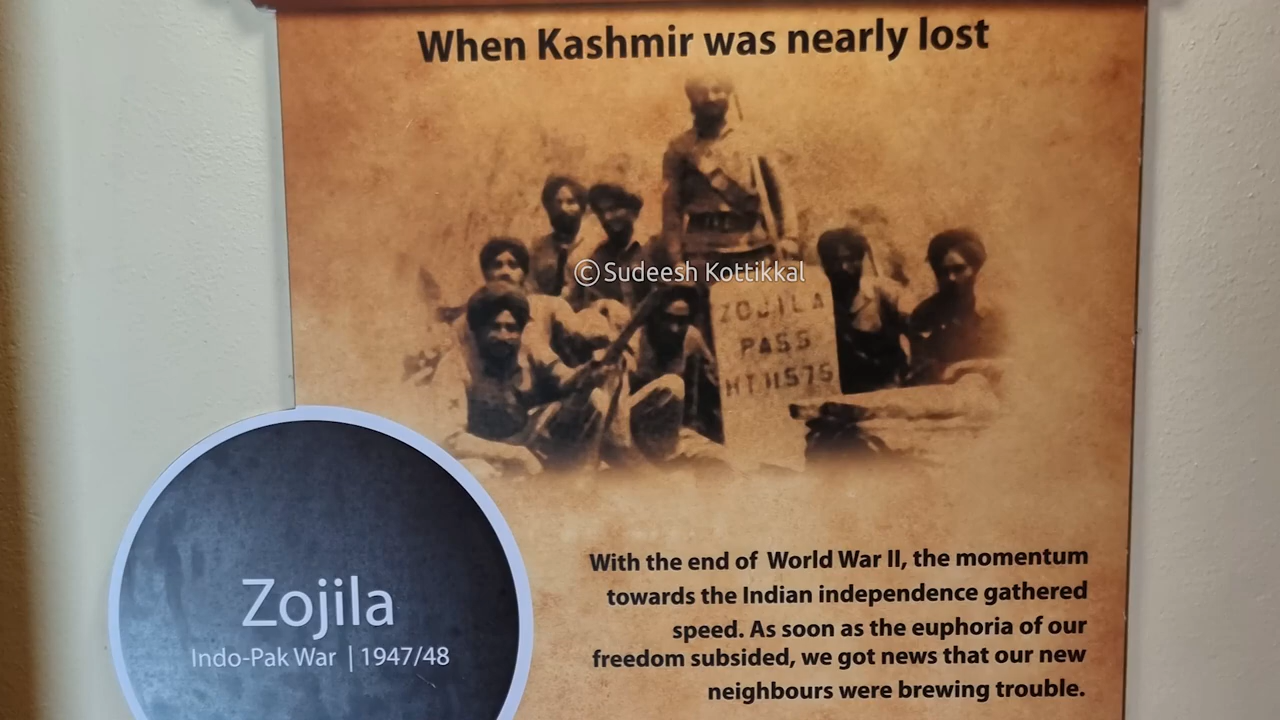 When Kashmir was nearly lost
©Sudeesh Kottikkal
ZOJILA
PASS
HT 11575
Zojila
Indo-Pak War | 1947/48
With the end of World War II, the momentum
towards the Indian independence gathered
speed. As soon as the euphoria of our
freedom subsided, we got news that our new
neighbours were brewing trouble.